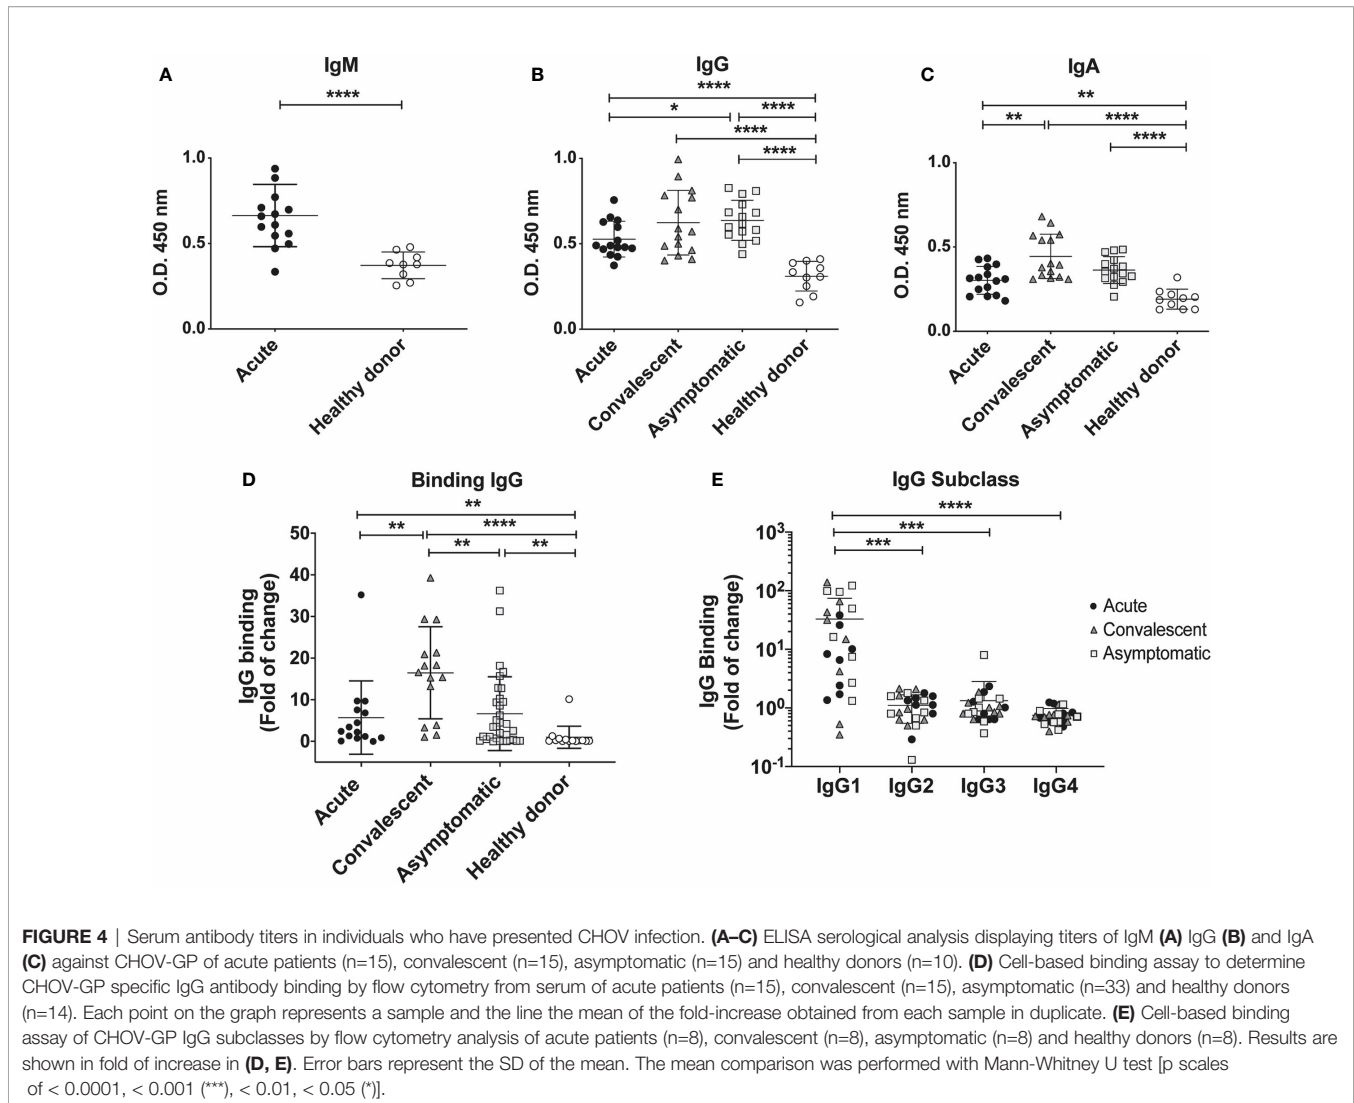 A
IgM
****
O.D. 450 nm
1.0
0.5
0.0
Acute
Healthy donor
B
IgG
****
* ****
****
****
O.D. 450 nm
1.0
0.5
0.0
Acute
Convalescent
Asymptomatic
Healthy donor
C
IgA
**
** ****
****
O.D. 450 nm
1.0
0.5
0.0
Acute
Convalescent
Asymptomatic
Healthy donor
D
Binding IgG
**
** ****
** **
IgG binding
(Fold of change)
50
40
30
20
10
0
Acute
Convalescent
Asymptomatic
Healthy donor
E
IgG Subclass
****
***
***
IgG Binding
(Fold of change)
10³
10²
10¹
10⁰
10⁻¹
IgG1 IgG2 IgG3 IgG4
Acute
Convalescent
Asymptomatic
FIGURE 4 | Serum antibody titers in individuals who have presented CHOV infection. (A–C) ELISA serological analysis displaying titers of IgM (A) IgG (B) and IgA
(C) against CHOV-GP of acute patients (n=15), convalescent (n=15), asymptomatic (n=15) and healthy donors (n=10). (D) Cell-based binding assay to determine
CHOV-GP specific IgG antibody binding by flow cytometry from serum of acute patients (n=15), convalescent (n=15), asymptomatic (n=33) and healthy donors
(n=14). Each point on the graph represents a sample and the line the mean of the fold-increase obtained from each sample in duplicate. (E) Cell-based binding
assay of CHOV-GP IgG subclasses by flow cytometry analysis of acute patients (n=8), convalescent (n=8), asymptomatic (n=8) and healthy donors (n=8). Results are
shown in fold of increase in (D, E). Error bars represent the SD of the mean. The mean comparison was performed with Mann-Whitney U test [p scales
of < 0.0001, < 0.001 (***), < 0.01, < 0.05 (*)].